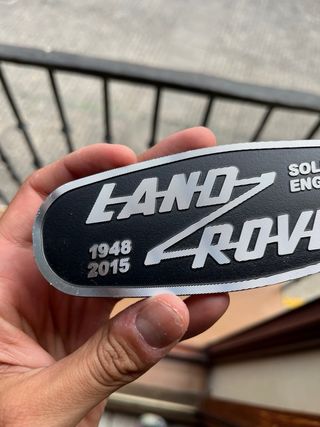 LAND
ROV
1948
2015
SOL
ENG